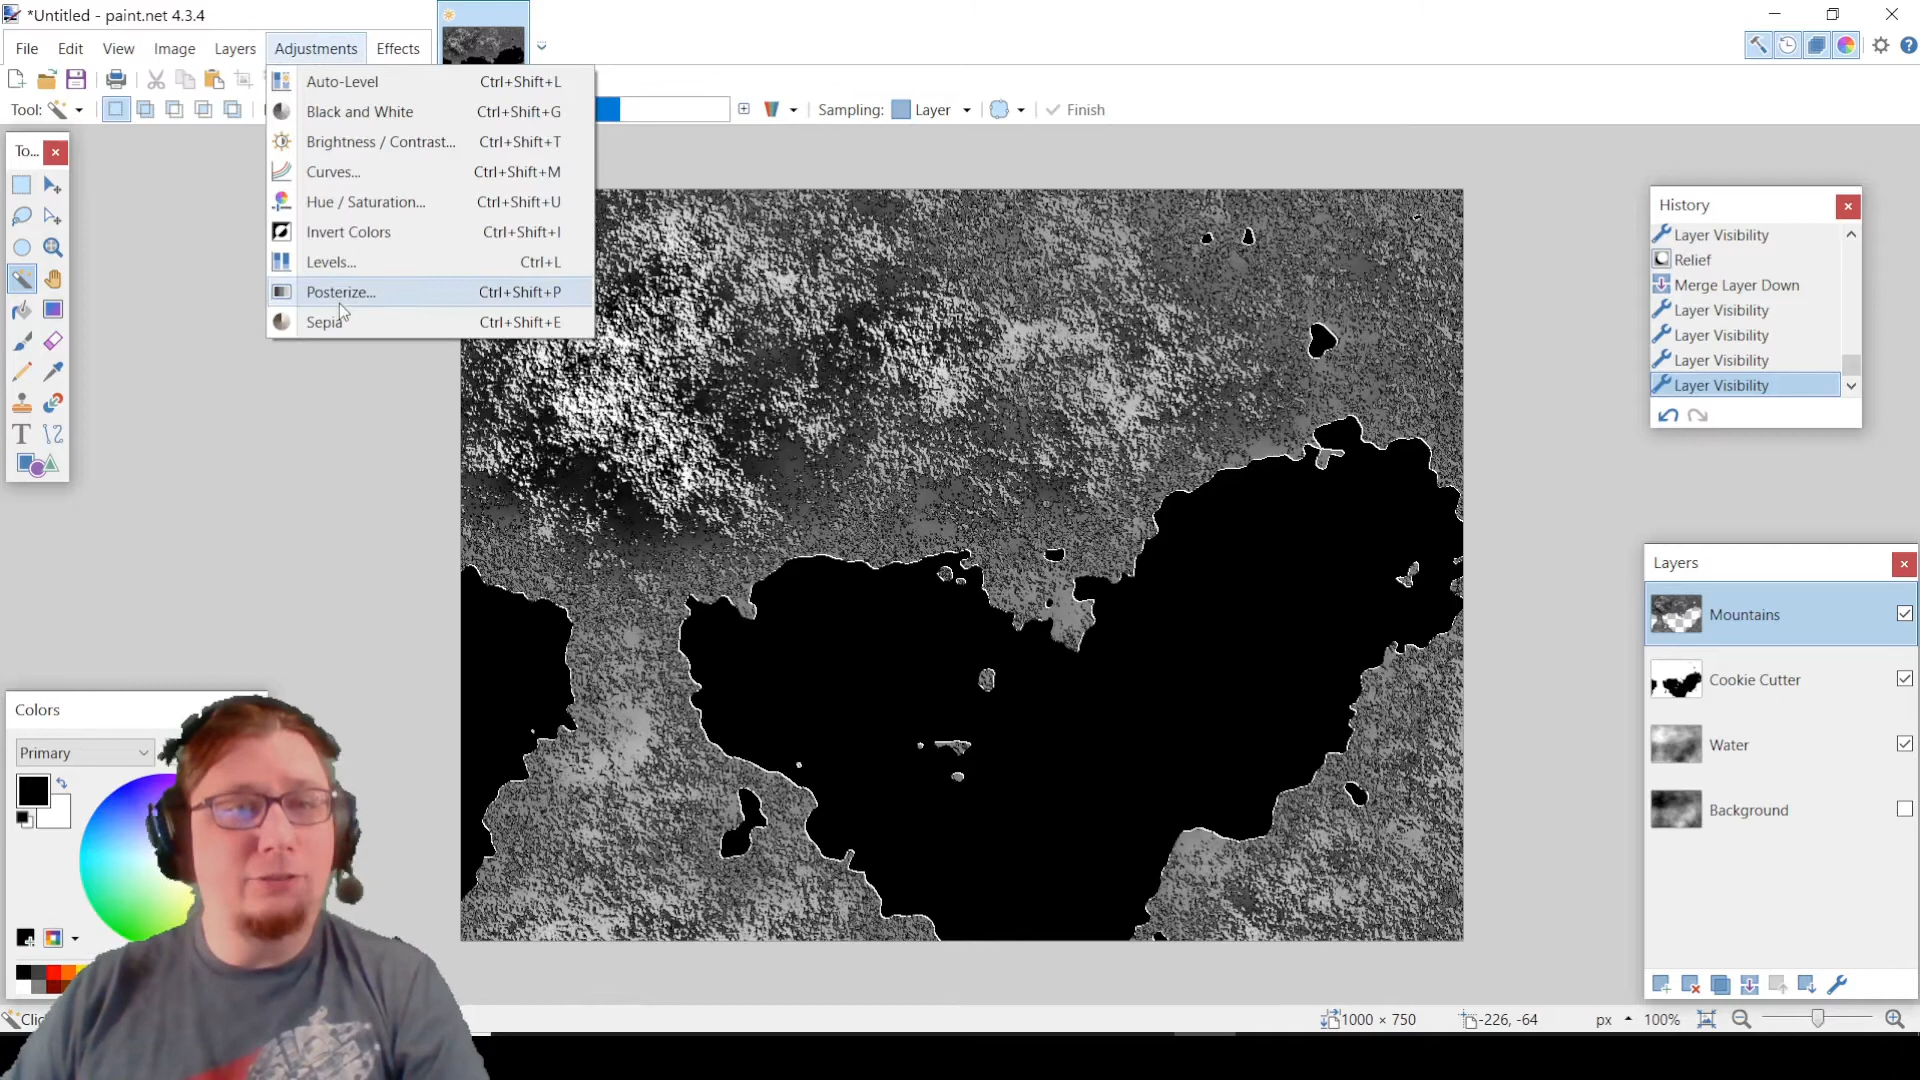 *Untitled - paint.net 4.3.4
File Edit View Image Layers Adjustments Effects
Tool: Sampling: Layer Finish
Auto-Level Ctrl+Shift+L
Black and White Ctrl+Shift+G
Brightness / Contrast... Ctrl+Shift+T
Curves... Ctrl+Shift+M
Hue / Saturation... Ctrl+Shift+U
Invert Colors Ctrl+Shift+I
Levels... Ctrl+L
Posterize... Ctrl+Shift+P
Sepia Ctrl+Shift+E
To...
History
Layer Visibility
Relief
Merge Layer Down
Layer Visibility
Layer Visibility
Layer Visibility
Layer Visibility
Layers
Mountains
Cookie Cutter
Water
Background
Colors
Primary
1000 × 750 -226, -64 px 100%